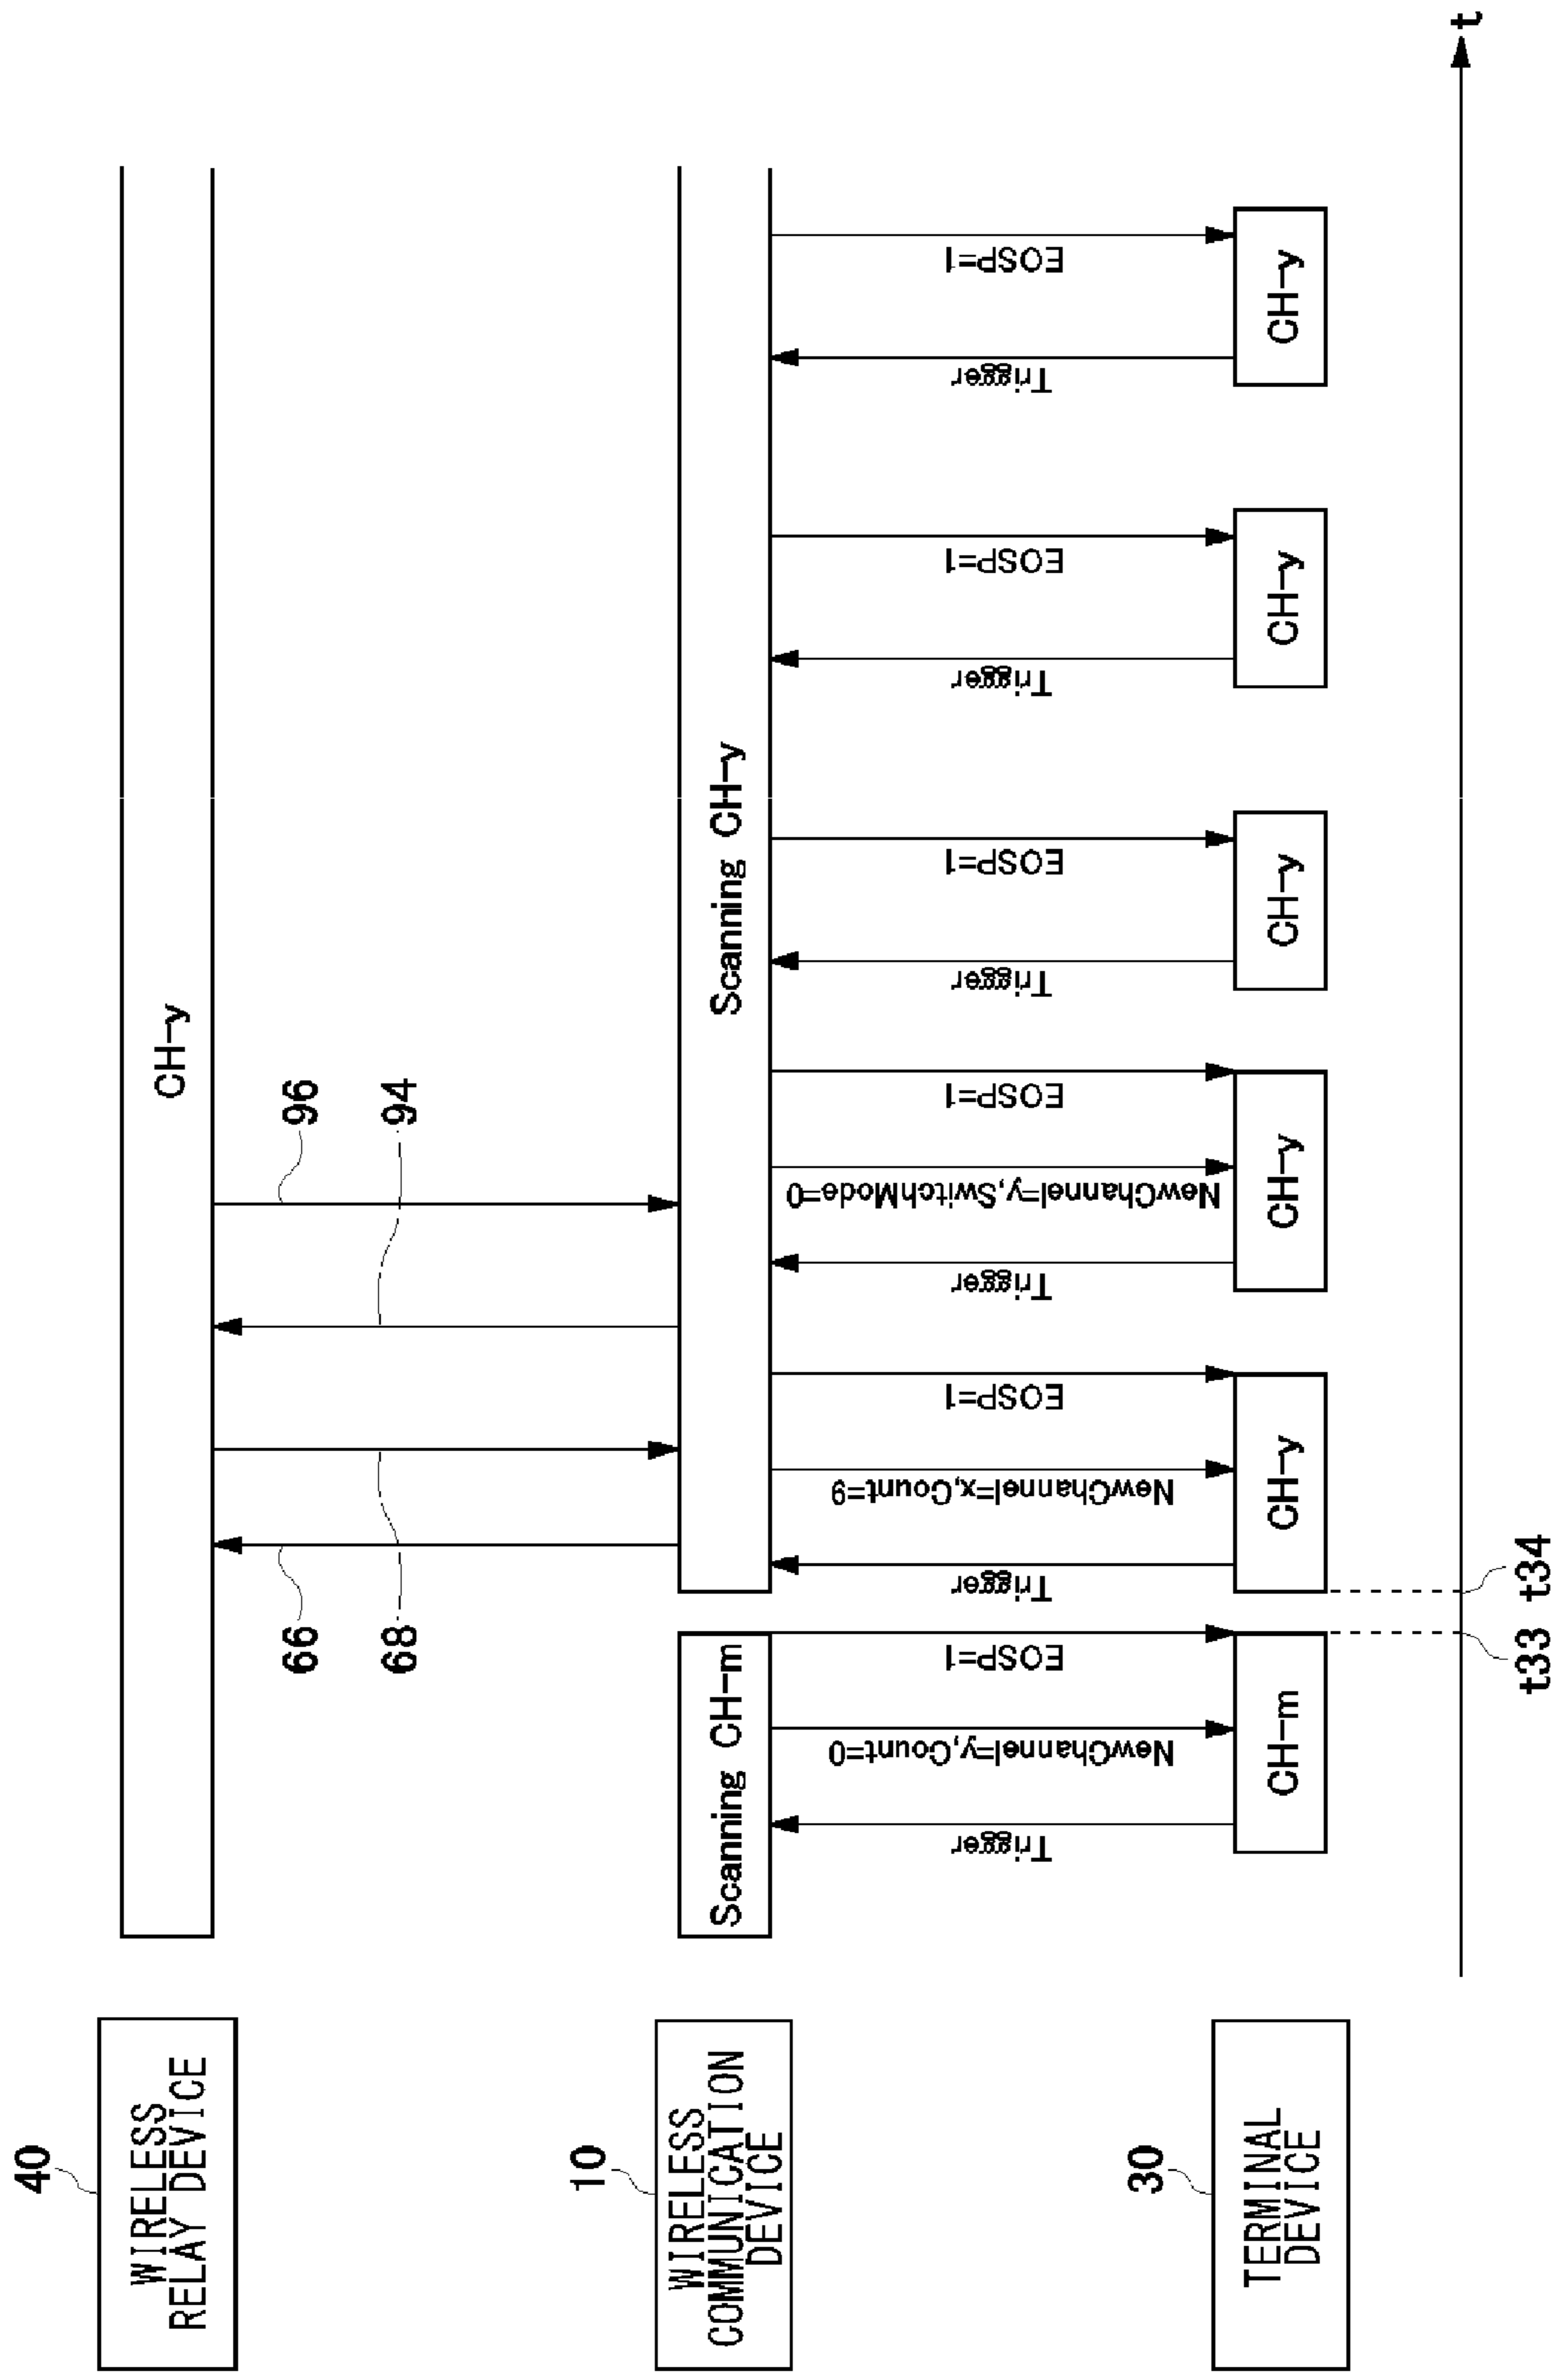 40
WIRELESS
RELAY DEVICE
CH-y
66
68
94
96
10
WIRELESS
COMMUNICATION
DEVICE
Scanning CH-m
Scanning CH-y
Trigger
NewChannel=y,Count=0
EOSP=1
Trigger
NewChannel=x,Count=9
EOSP=1
Trigger
NewChannel=y,SwitchMode=0
EOSP=1
Trigger
EOSP=1
Trigger
EOSP=1
Trigger
EOSP=1
30
TERMINAL
DEVICE
CH-m
CH-y
CH-y
CH-y
CH-y
CH-y
t
t33
t34